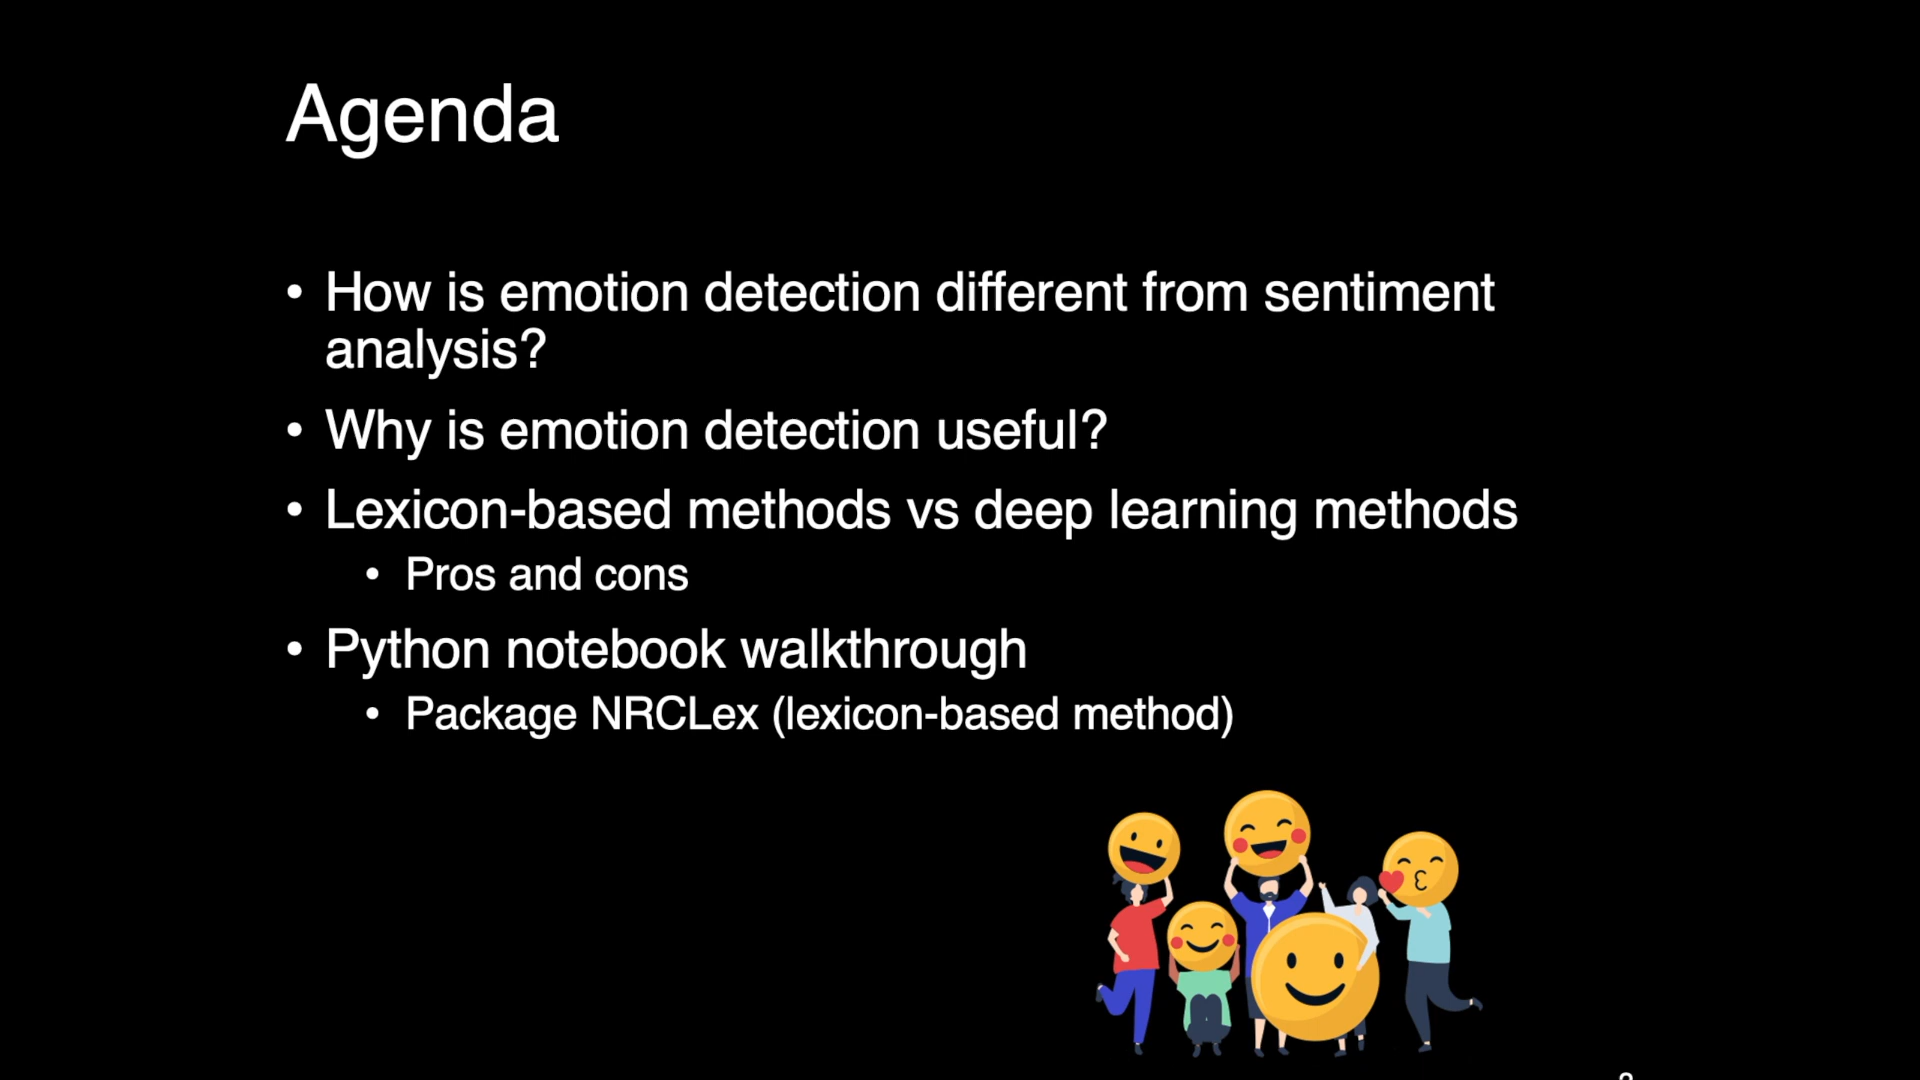 Agenda
• How is emotion detection different from sentiment
analysis?
• Why is emotion detection useful?
• Lexicon-based methods vs deep learning methods
• Pros and cons
• Python notebook walkthrough
• Package NRCLex (lexicon-based method)